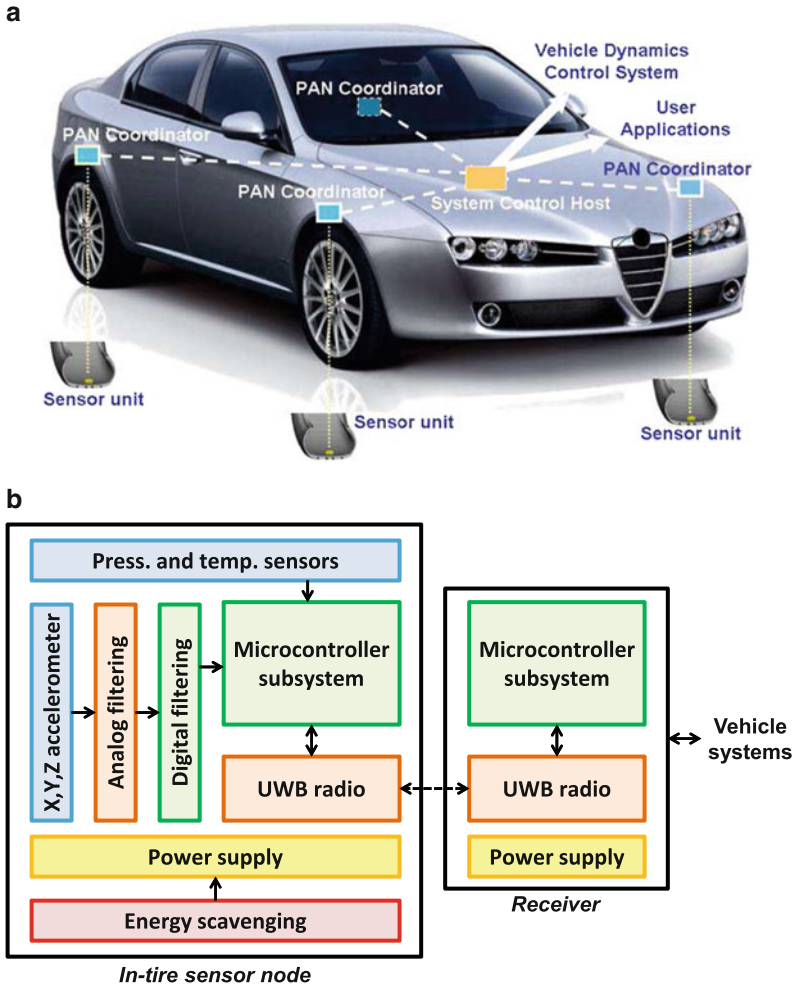 a
Vehicle Dynamics
Control System
PAN Coordinator
User
Applications
PAN Coordinator
PAN Coordinator
PAN Coordinator
System Control Host
Sensor unit
Sensor unit
Sensor unit
b
Press. and temp. sensors
X,Y,Z accelerometer
Analog filtering
Digital filtering
Microcontroller
subsystem
UWB radio
Power supply
Energy scavenging
In-tire sensor node
Microcontroller
subsystem
UWB radio
Power supply
Receiver
Vehicle
systems